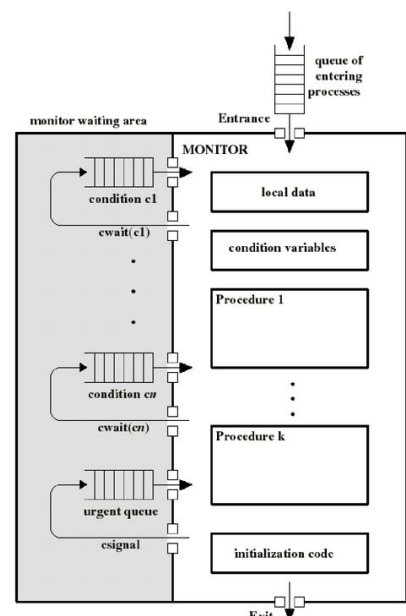 queue of
entering
processes
Entrance
monitor waiting area
MONITOR
condition c1
local data
cwait(c1)
condition variables
Procedure 1
condition cn
cwait(cn)
Procedure k
urgent queue
csignal
initialization code
Exit